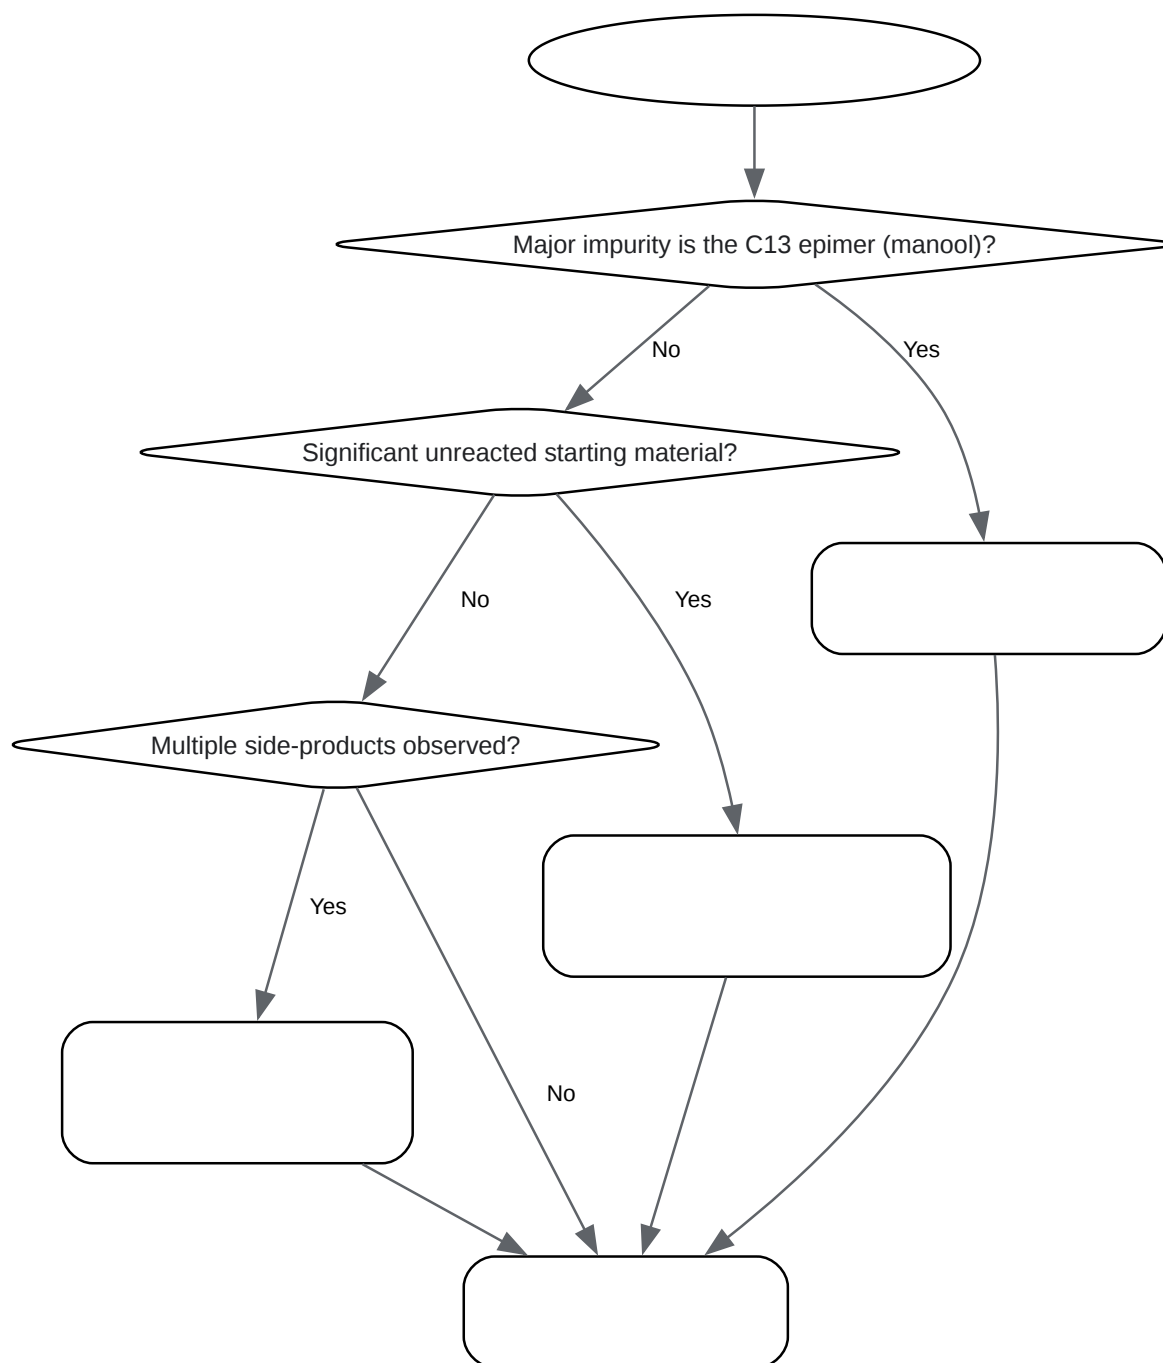 Major impurity is the C13 epimer (manool)?
No
Yes
Significant unreacted starting material?
No
Yes
Multiple side-products observed?
Yes
No